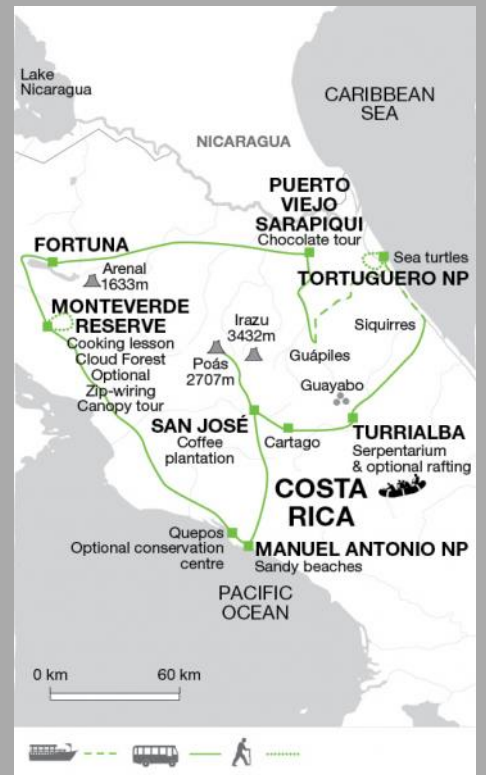 Lake
Nicaragua
CARIBBEAN
SEA
NICARAGUA
PUERTO
VIEJO
SARAPIQUI
Chocolate tour
FORTUNA
Sea turtles
TORTUGUERO NP
Arenal
1633m
MONTEVERDE
RESERVE
Cooking lesson
Cloud Forest
Optional
Zip-wiring
Canopy tour
Irazu
3432m
Poás
2707m
Siquirres
Guápiles
Guayabo
SAN JOSÉ
Coffee
plantation
Cartago
TURRIALBA
Serpentarium
& optional rafting
COSTA
RICA
Quepos
Optional conservation
centre
MANUEL ANTONIO NP
Sandy beaches
PACIFIC
OCEAN
0 km
60 km